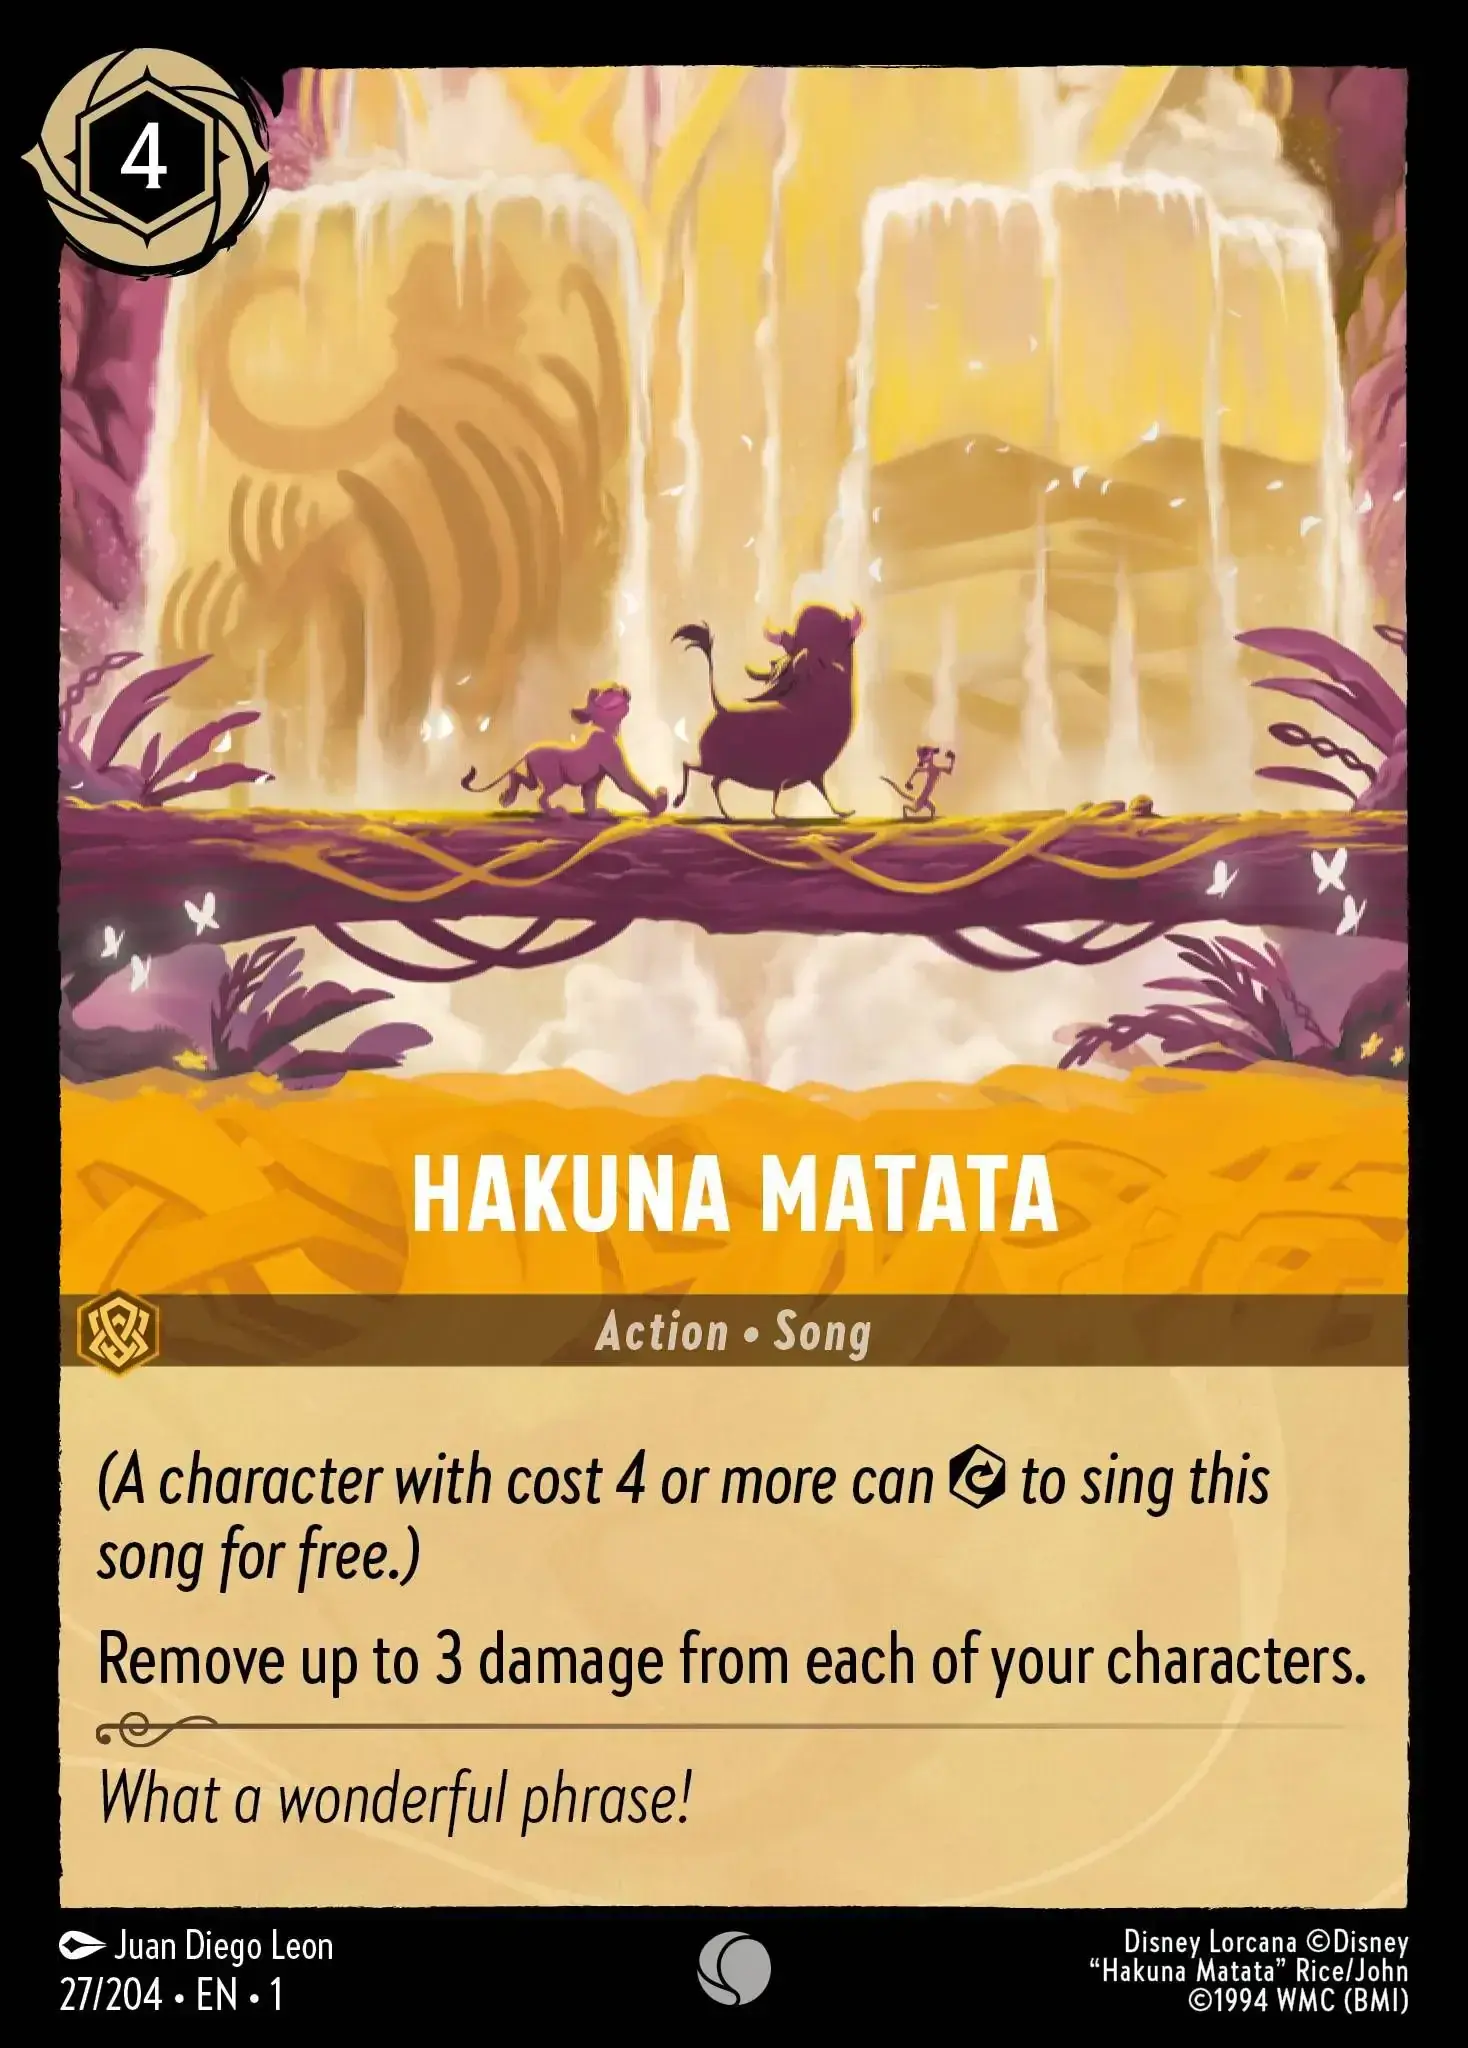 4
HAKUNA MATATA
Action • Song
(A character with cost 4 or more can to sing this
song for free.)
Remove up to 3 damage from each of your characters.
What a wonderful phrase!
Juan Diego Leon
27/204 • EN • 1
Disney Lorcana ©Disney
“Hakuna Matata” Rice/John
©1994 WMC (BMI)